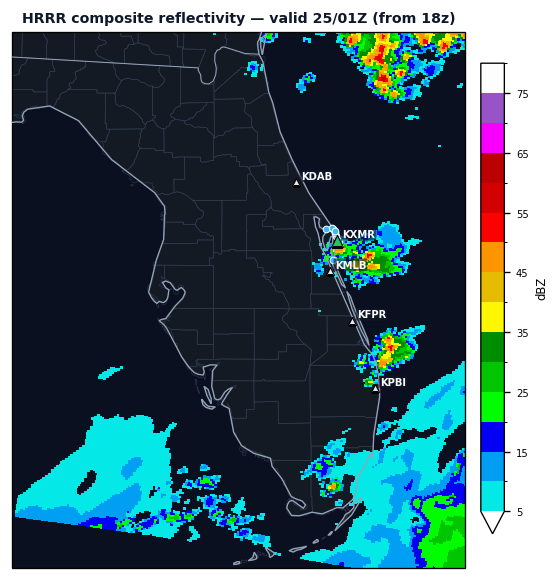 HRRR composite reflectivity — valid 25/01Z (from 18z)
KDAB
KXMR
KMLB
KFPR
KPBI
75
65
55
45
35
25
15
5
dBZ